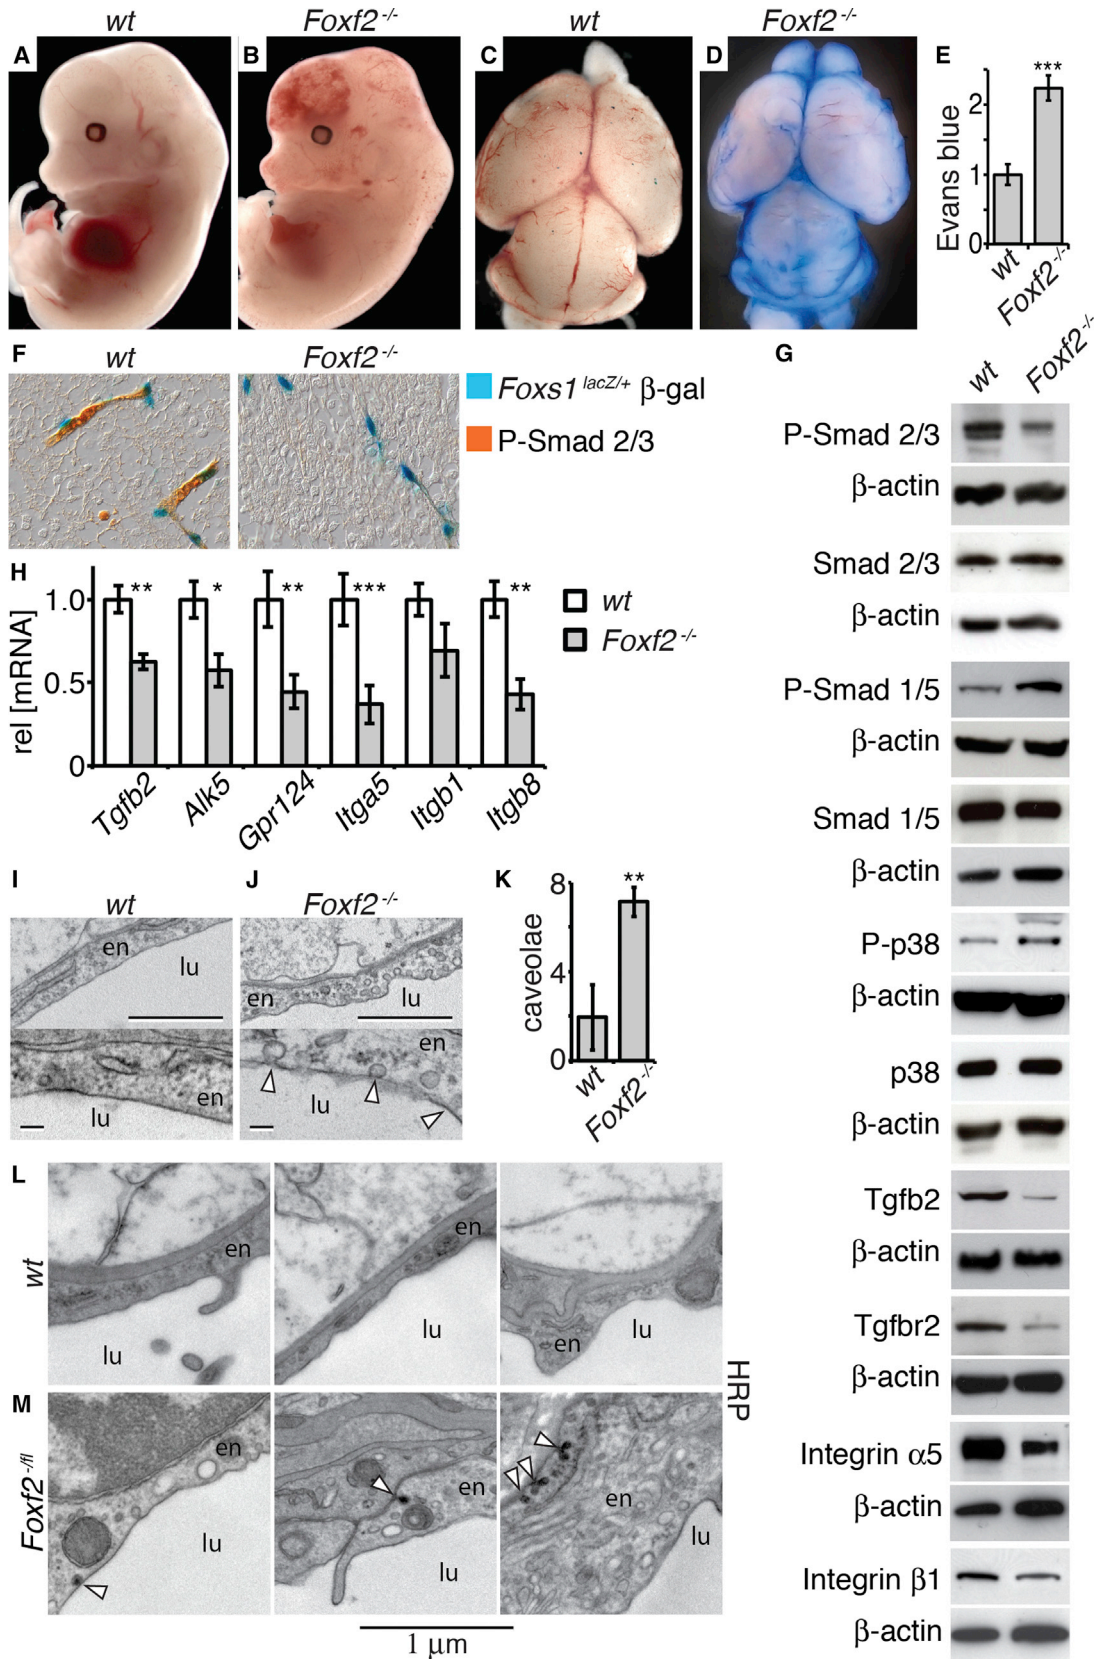 wt Foxf2 -/- wt Foxf2 -/-
A B C D E
***
2
1
0
Evans blue
wt Foxf2 -/-
F wt Foxf2 -/-
Foxs1 lacZ/+ β-gal
P-Smad 2/3
G
wt Foxf2 -/-
P-Smad 2/3
β-actin
Smad 2/3
β-actin
P-Smad 1/5
β-actin
Smad 1/5
β-actin
P-p38
β-actin
p38
β-actin
Tgfb2
β-actin
Tgfbr2
β-actin
Integrin α5
β-actin
Integrin β1
β-actin
H
** * ** *** **
1.0
0.5
0
rel [mRNA]
wt
Foxf2 -/-
Tgfb2 Alk5 Gpr124 Itga5 Itgb1 Itgb8
I wt J Foxf2 -/-
en lu
en lu
en lu
en lu
K
**
8
4
0
caveolae
wt Foxf2 -/-
L
wt
en lu
en lu
en lu
HRP
M
Foxf2 -/fl
en lu
en lu
en lu
1 μm